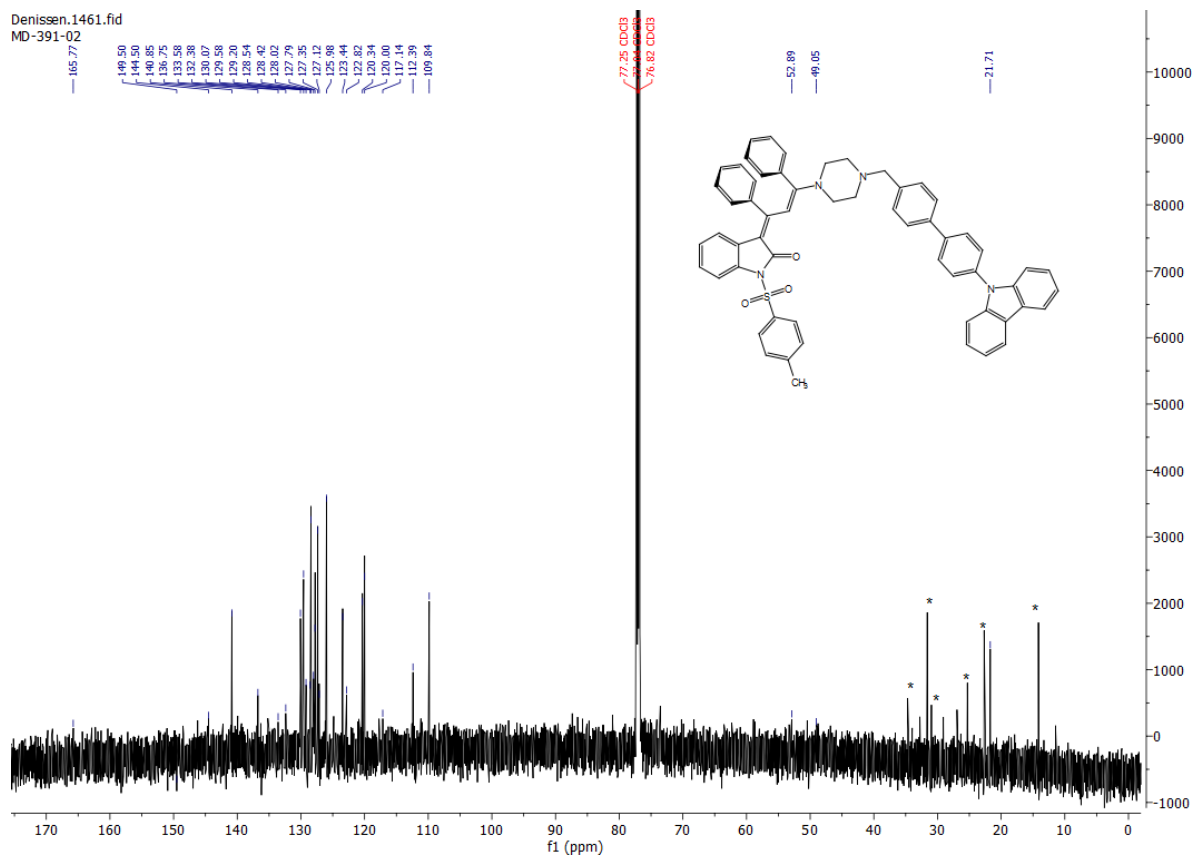 Denissen.1461.fid
MD-391-02
165.77
149.50
144.50
140.85
136.75
133.58
132.38
130.07
129.58
129.20
128.54
128.42
128.02
127.79
127.35
127.12
125.98
123.44
122.82
120.34
120.00
117.14
112.39
109.84
77.25 CDCl3
77.04 CDCl3
76.82 CDCl3
52.89
49.05
21.71
N
N
O
N
O
S
O
CH3
N
* * * * * *
10000
9000
8000
7000
6000
5000
4000
3000
2000
1000
0
-1000
170 160 150 140 130 120 110 100 90 80 70 60 50 40 30 20 10 0
f1 (ppm)